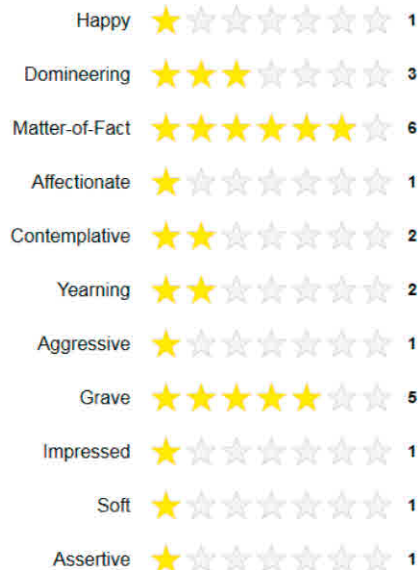 Happy 1
Domineering 3
Matter-of-Fact 6
Affectionate 1
Contemplative 2
Yearning 2
Aggressive 1
Grave 5
Impressed 1
Soft 1
Assertive 1